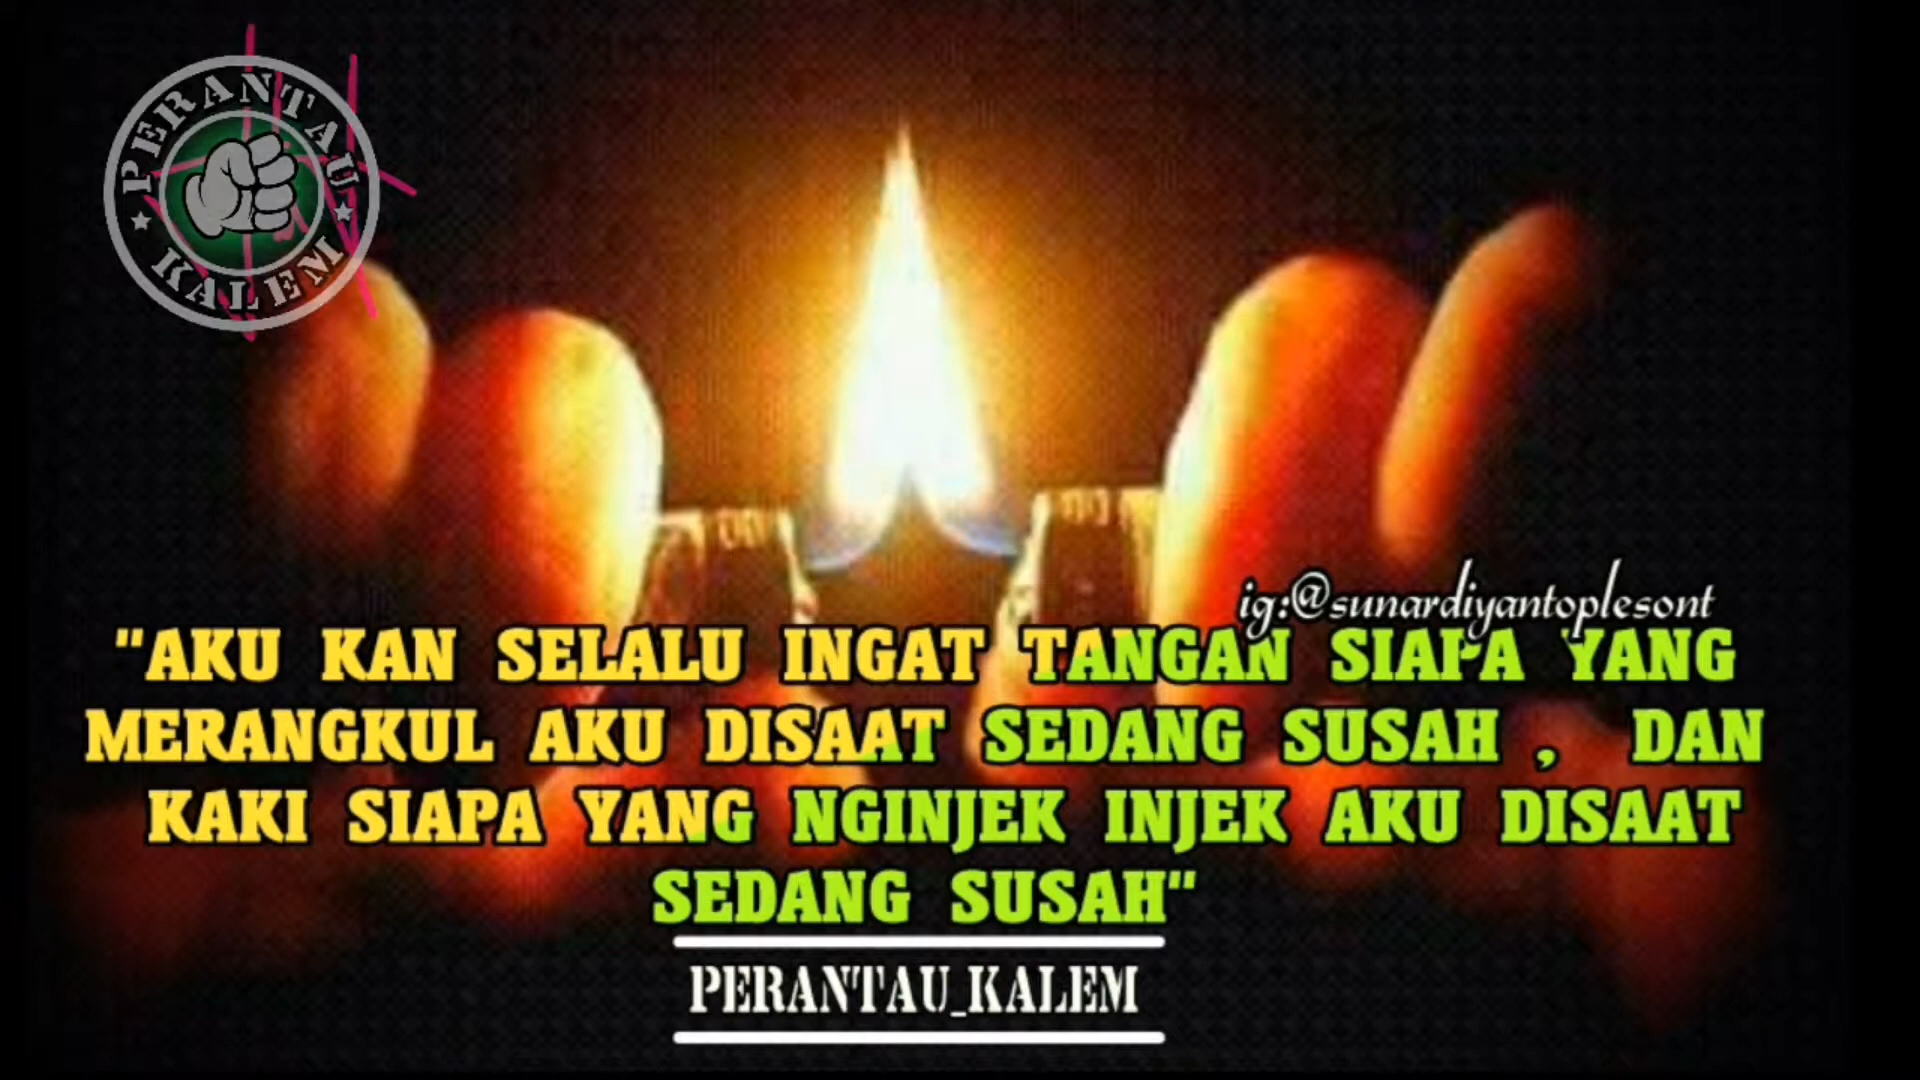 PERANTAU
KALEM
ig:@sunardiyantoplesont
"AKU KAN SELALU INGAT TANGAN SIAPA YANG
MERANGKUL AKU DISAAT SEDANG SUSAH , DAN
KAKI SIAPA YANG NGINJEK INJEK AKU DISAAT
SEDANG SUSAH"
PERANTAU_KALEM